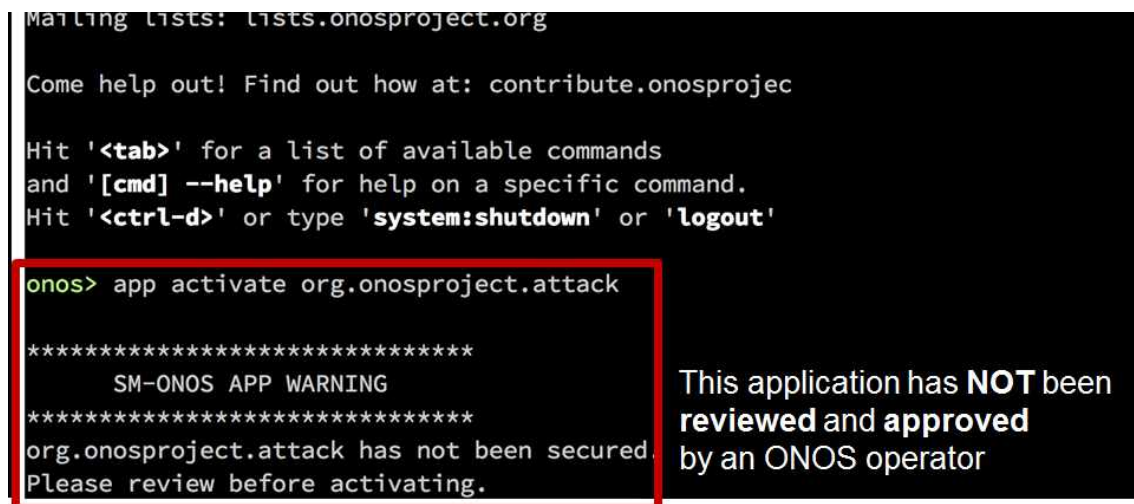 Mailing lists: lists.onosproject.org
Come help out! Find out how at: contribute.onosprojec
Hit '<tab>' for a list of available commands
and '[cmd] --help' for help on a specific command.
Hit '<ctrl-d>' or type 'system:shutdown' or 'logout'
onos> app activate org.onosproject.attack
*******************************
SM-ONOS APP WARNING
*******************************
org.onosproject.attack has not been secured.
Please review before activating.
This application has NOT been
reviewed and approved
by an ONOS operator